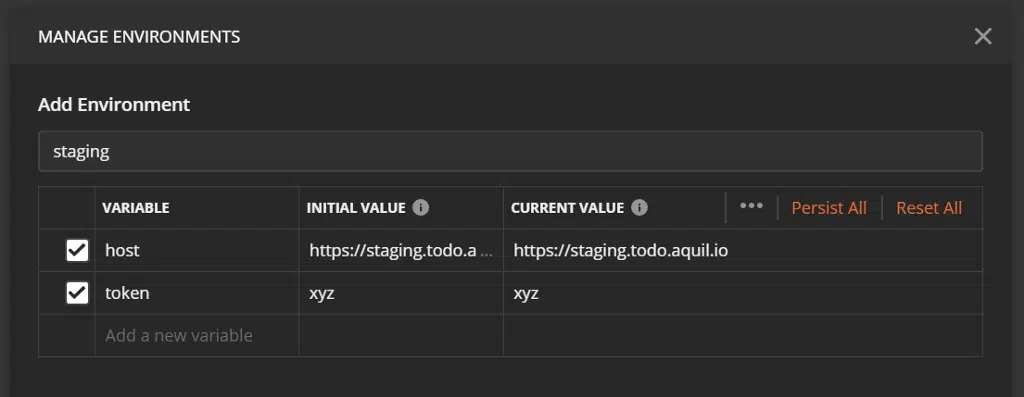 MANAGE ENVIRONMENTS
Add Environment
staging
VARIABLE INITIAL VALUE CURRENT VALUE ••• Persist All Reset All
host https://staging.todo.a ... https://staging.todo.aquil.io
token xyz xyz
Add a new variable